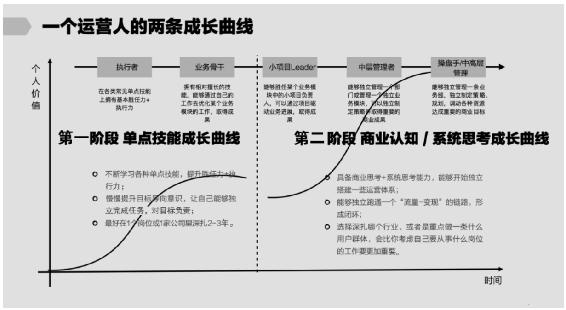 一个运营人的两条成长曲线
个人价值
执行者
业务骨干
小项目Leader
中层管理者
操盘手/中高层
管理
在各类常见单点技能
上拥有基本胜任力+
执行力
拥有相对擅长的技
能，能够通过自己的
工作在优化某个业务
模块的工作，取得成
果
能够胜任某个业务模
块中的小项目负责
人，可以通过项目驱
动业务进展，取得成
果
能够独立管理一个部
门或管理一个独立业
务模块，可以独立制
定策略并取得重要的
商业成果
能够独立管理一条业
务线，独立制定策略
规划，调动各种资源
达成重要的商业目标
第一阶段 单点技能成长曲线
第二阶段 商业认知 / 系统思考成长曲线
不断学习各种单点技能，提升胜任力+执
行力；
慢慢提升目标导向意识，让自己能够独
立完成任务、对目标负责；
最好在1个岗位或1家公司里深扎2~3年。
具备商业思考+系统思考能力，能够开始独立
搭建一些运营体系；
能够独立跑通一个“流量－变现”的链路，形
成闭环；
选择深扎哪个行业、或者是重点做一类什么
用户群体，会比你考虑自己要从事什么岗位
的工作要更加重要。
时间